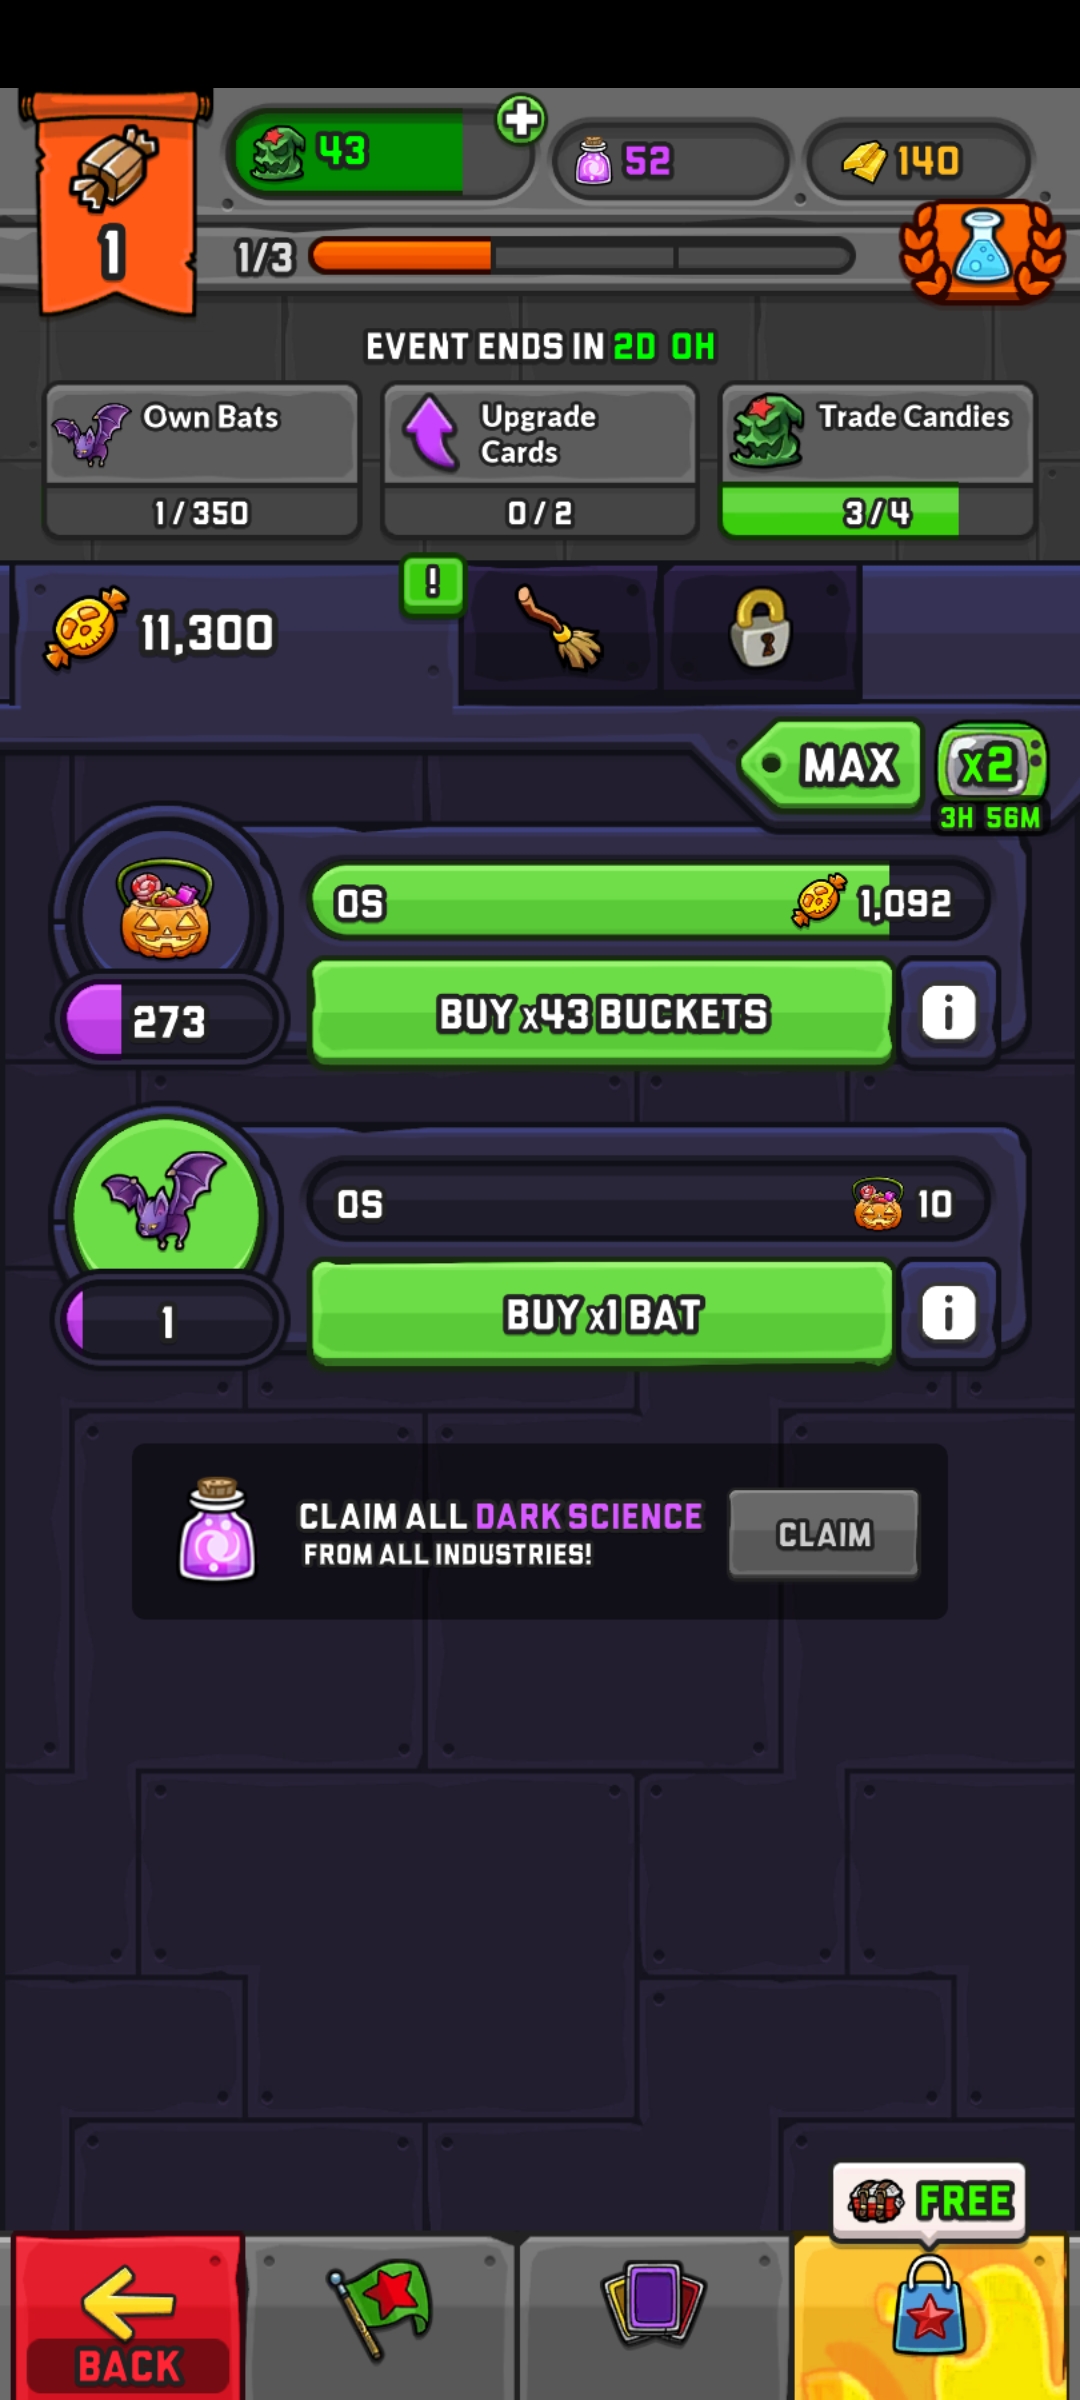 43
52
140
1
1/3
EVENT ENDS IN 2D 0H
Own Bats
1/350
Upgrade
Cards
0/2
Trade Candies
3/4
11,300
!
MAX
x2
3H 56M
0S
1,092
273
BUY x43 BUCKETS
i
0S
10
1
BUY x1 BAT
i
CLAIM ALL DARK SCIENCE
FROM ALL INDUSTRIES!
CLAIM
FREE
BACK